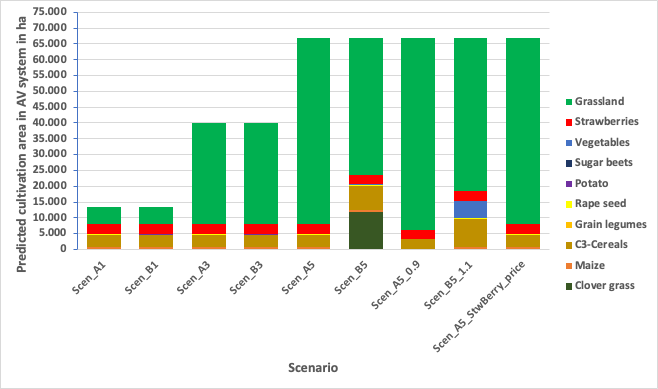 Predicted cultivation area in AV system in ha
75.000
70.000
65.000
60.000
55.000
50.000
45.000
40.000
35.000
30.000
25.000
20.000
15.000
10.000
5.000
0
Scen_A1
Scen_B1
Scen_A3
Scen_B3
Scen_A5
Scen_B5
Scen_A5_0.9
Scen_B5_1.1
Scen_A5_StwBerry_price
Scenario
Grassland
Strawberries
Vegetables
Sugar beets
Potato
Rape seed
Grain legumes
C3-Cereals
Maize
Clover grass